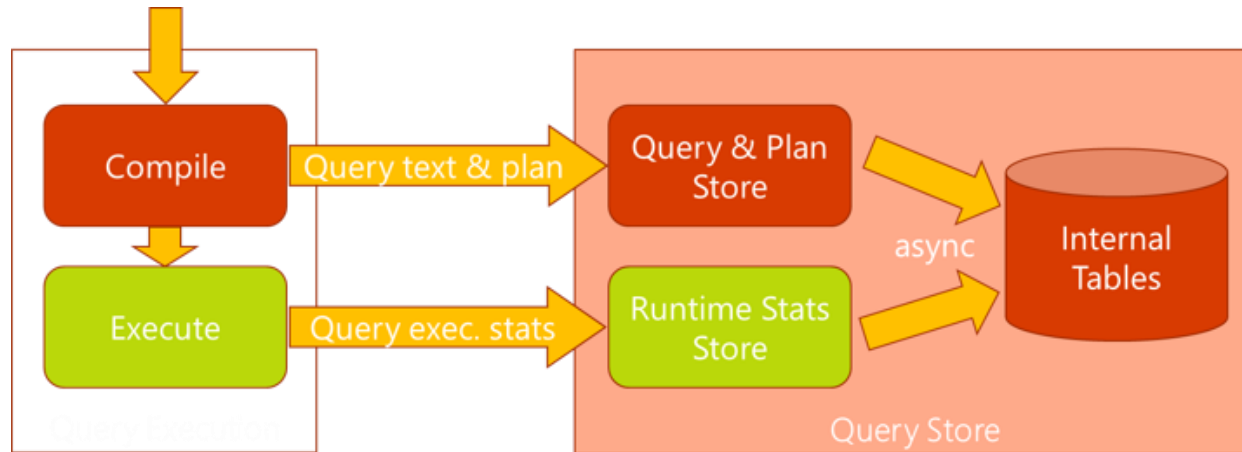 Compile
Query text & plan
Query & Plan
Store
async
Internal
Tables
Execute
Query exec. stats
Runtime Stats
Store
Query Execution
Query Store